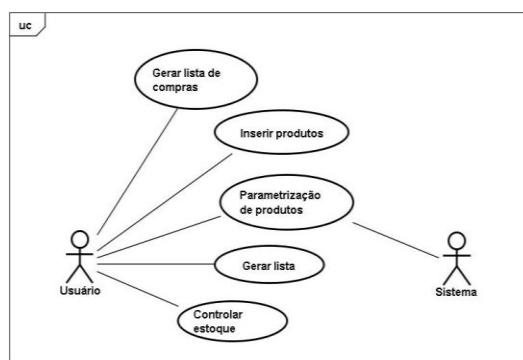 uc
Gerar lista de
compras
Inserir produtos
Parametrização
de produtos
Gerar lista
Usuário
Sistema
Controlar
estoque